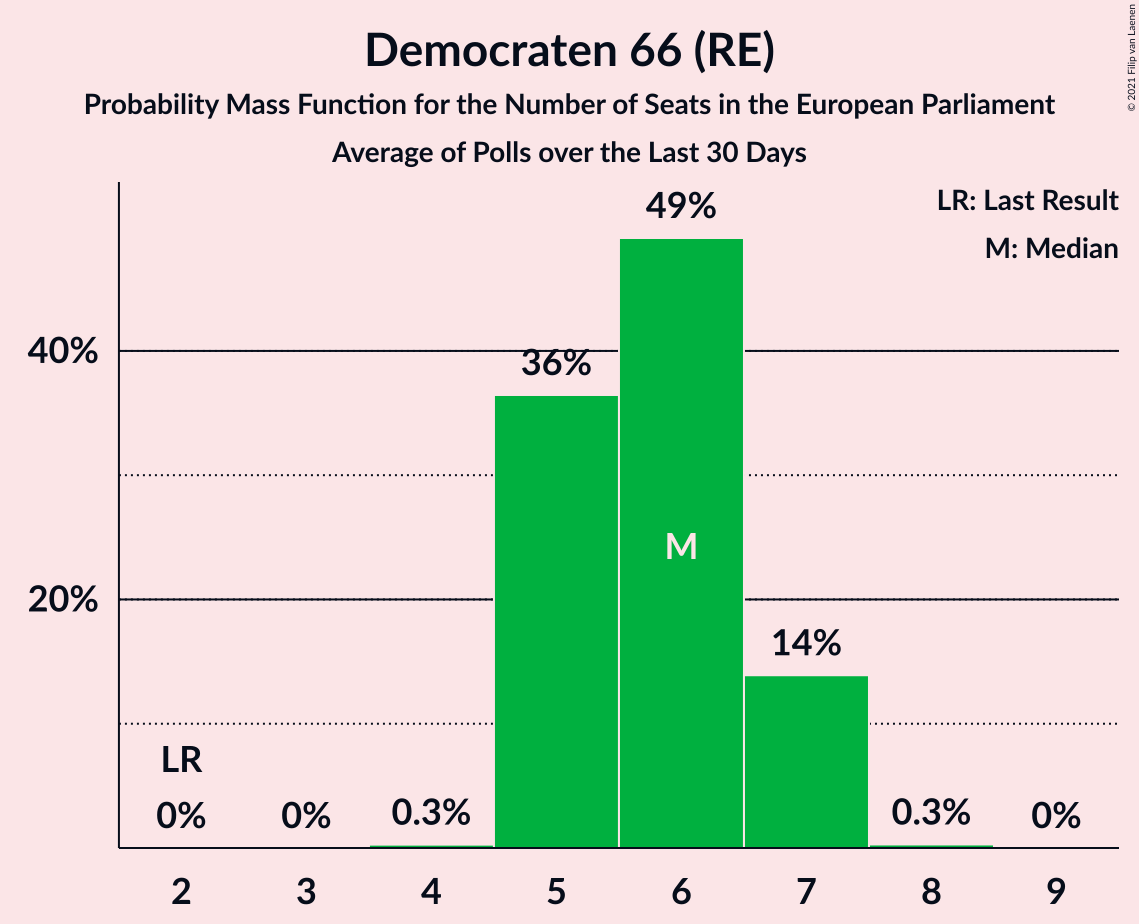 Democraten 66 (RE)
Probability Mass Function for the Number of Seats in the European Parliament
Average of Polls over the Last 30 Days
© 2021 Filip van Laenen
LR: Last Result
M: Median
49%
40%
36%
M
20%
14%
LR
0%
0%
0.3%
0.3%
0%
2
3
4
5
6
7
8
9